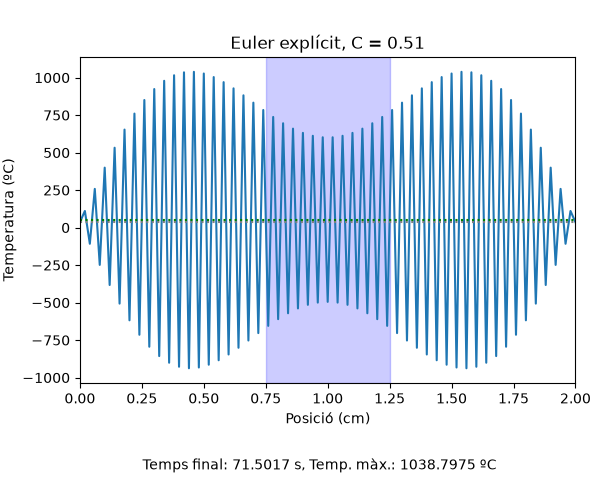 Euler explícit, C = 0.51
Temperatura (ºC)
1000
750
500
250
0
−250
−500
−750
−1000
0.00 0.25 0.50 0.75 1.00 1.25 1.50 1.75 2.00
Posició (cm)
Temps final: 71.5017 s, Temp. màx.: 1038.7975 ºC